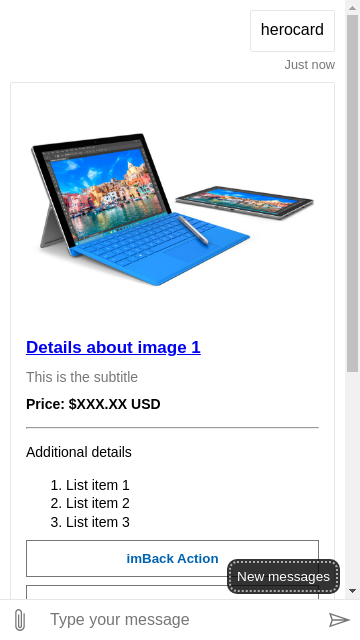 herocard
Just now
Details about image 1
This is the subtitle
Price: $XXX.XX USD
Additional details
1. List item 1
2. List item 2
3. List item 3
imBack Action
New messages
Type your message